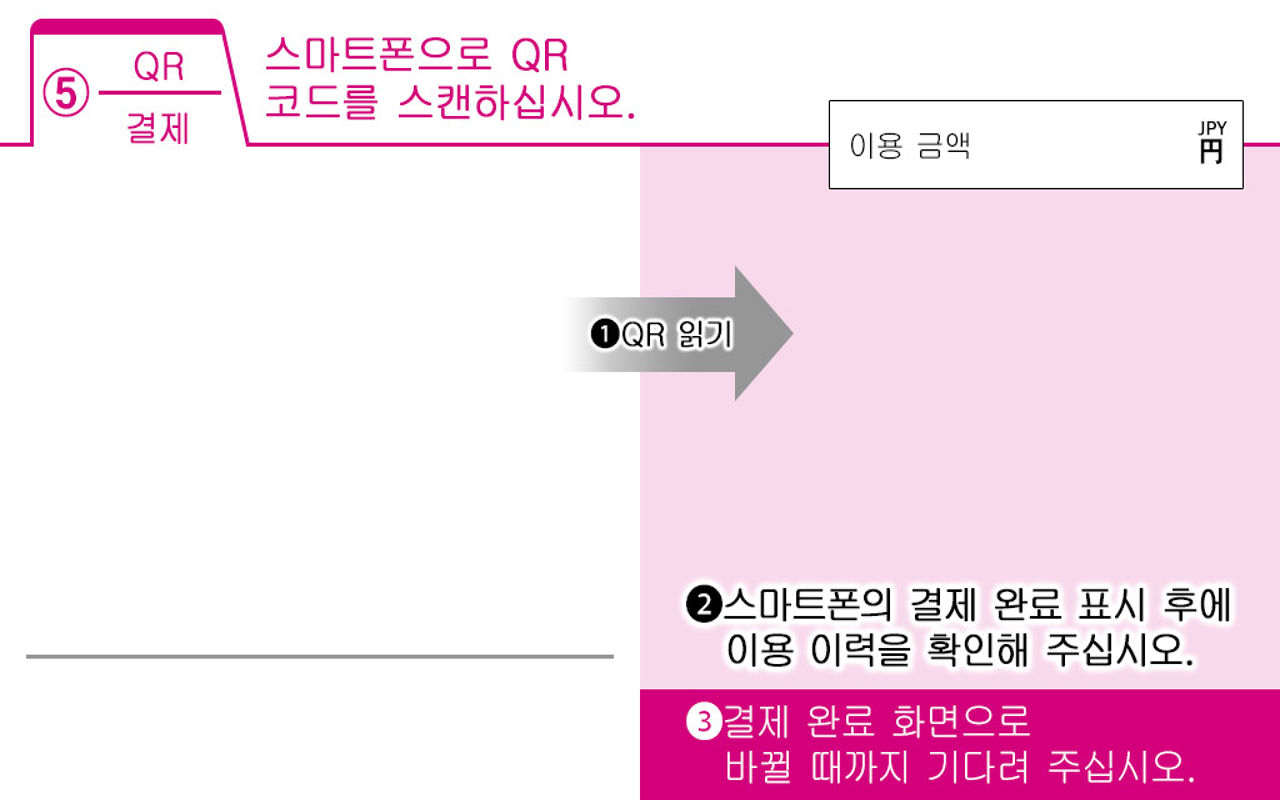 ⑤
QR
결제
스마트폰으로 QR
코드를 스캔하십시오.
이용 금액
JPY
円
❶QR 읽기
❷스마트폰의 결제 완료 표시 후에
이용 이력을 확인해 주십시오.
❸결제 완료 화면으로
바뀔 때까지 기다려 주십시오.